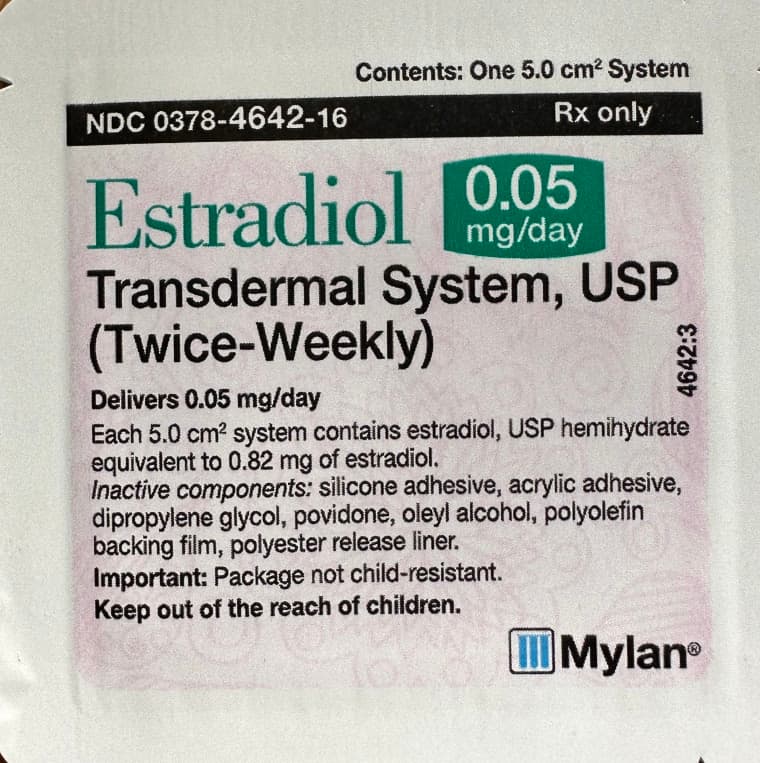 Contents: One 5.0 cm² System
NDC 0378-4642-16 Rx only
Estradiol 0.05 mg/day
Transdermal System, USP
(Twice-Weekly)
4642:3
Delivers 0.05 mg/day
Each 5.0 cm² system contains estradiol, USP hemihydrate
equivalent to 0.82 mg of estradiol.
Inactive components: silicone adhesive, acrylic adhesive,
dipropylene glycol, povidone, oleyl alcohol, polyolefin
backing film, polyester release liner.
Important: Package not child-resistant.
Keep out of the reach of children.
Mylan®